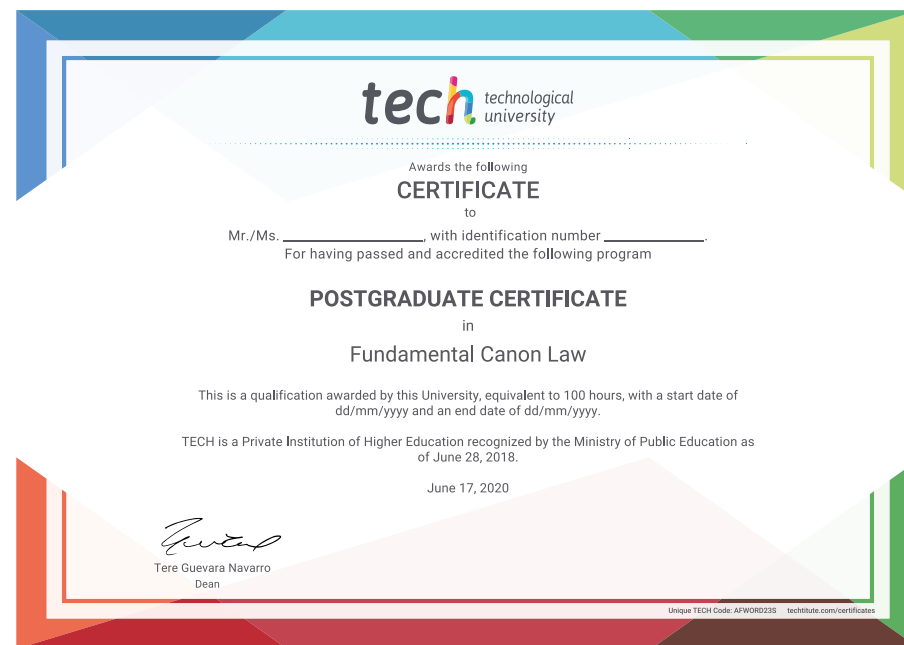 tech technological
university
Awards the following
CERTIFICATE
to
Mr./Ms. ____________________, with identification number ______________.
For having passed and accredited the following program
POSTGRADUATE CERTIFICATE
in
Fundamental Canon Law
This is a qualification awarded by this University, equivalent to 100 hours, with a start date of
dd/mm/yyyy and an end date of dd/mm/yyyy.
TECH is a Private Institution of Higher Education recognized by the Ministry of Public Education as
of June 28, 2018.
June 17, 2020
Tere Guevara Navarro
Dean
Unique TECH Code: AFWORD23S techtitute.com/certificates